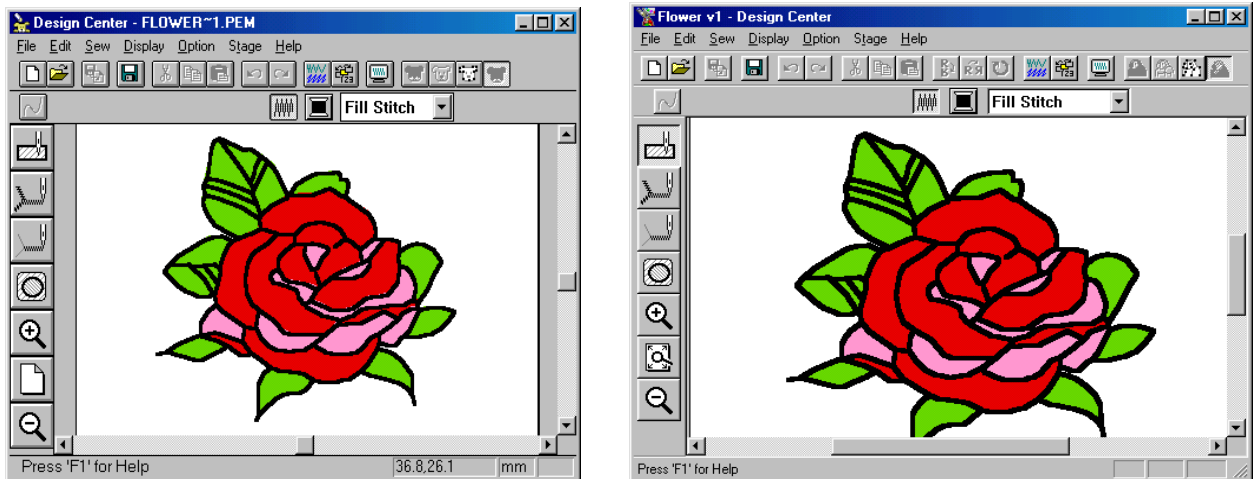 Design Center - FLOWER~1.PEM
File Edit Sew Display Option Stage Help
123
Fill Stitch
Press 'F1' for Help
36.8,26.1
mm
Flower v1 - Design Center
File Edit Sew Display Option Stage Help
123
Fill Stitch
Press 'F1' for Help